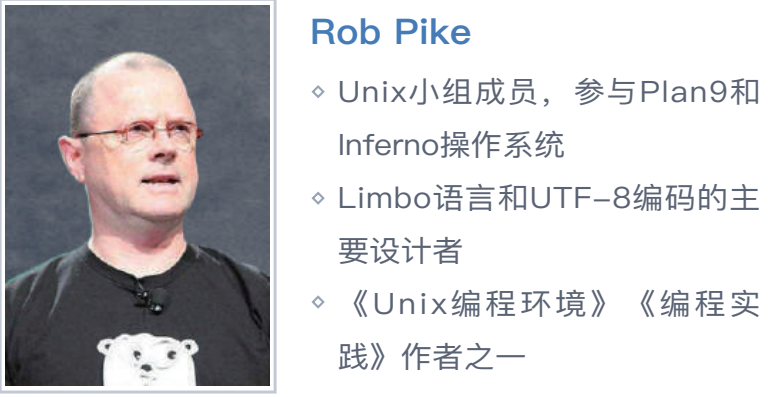 Rob Pike
◇ Unix小组成员，参与Plan9和
Inferno操作系统
◇ Limbo语言和UTF-8编码的主
要设计者
◇ 《Unix编程环境》《编程实
践》作者之一